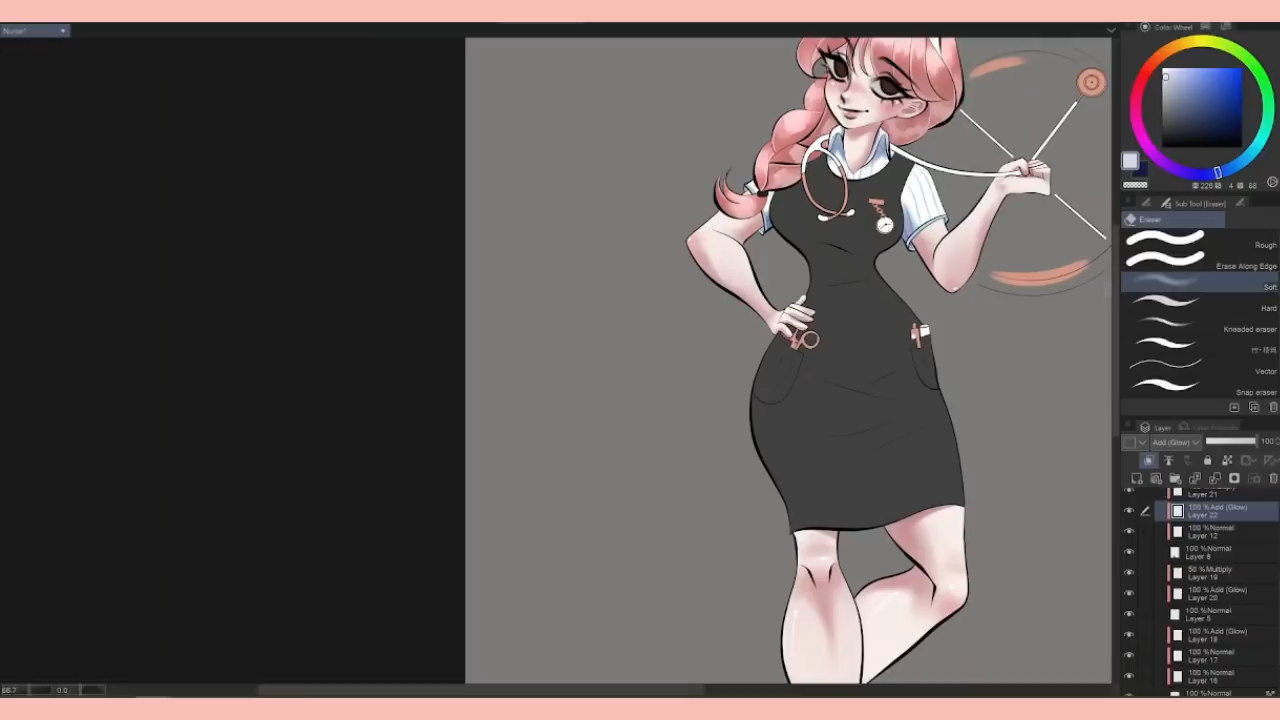 Nurse*
Color Wheel
Sub Tool [Eraser]
Eraser
Rough
Erase Along Edge
Soft
Hard
Kneaded eraser
Vector
Snap eraser
Layer
Add (Glow)
100
Layer 21
100 % Add (Glow)
Layer 22
100 % Normal
Layer 12
100 % Normal
Layer 6
50 % Multiply
Layer 19
100 % Add (Glow)
Layer 20
100 % Normal
Layer 5
100 % Add (Glow)
Layer 18
100 % Normal
Layer 17
100 % Normal
Layer 16
100 % Normal
0.0